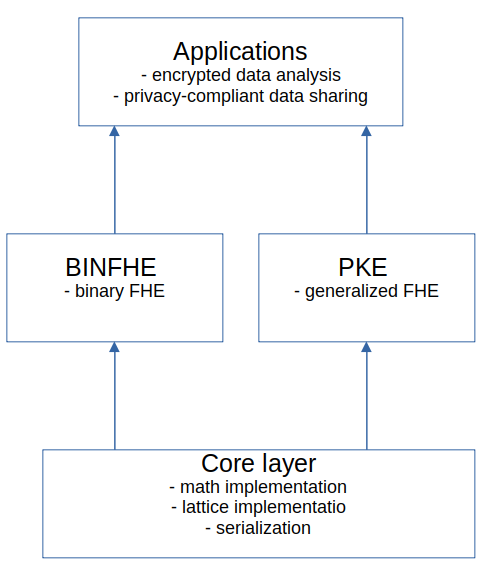 Applications
- encrypted data analysis
- privacy-compliant data sharing
BINFHE
- binary FHE
PKE
- generalized FHE
Core layer
- math implementation
- lattice implementatio
- serialization